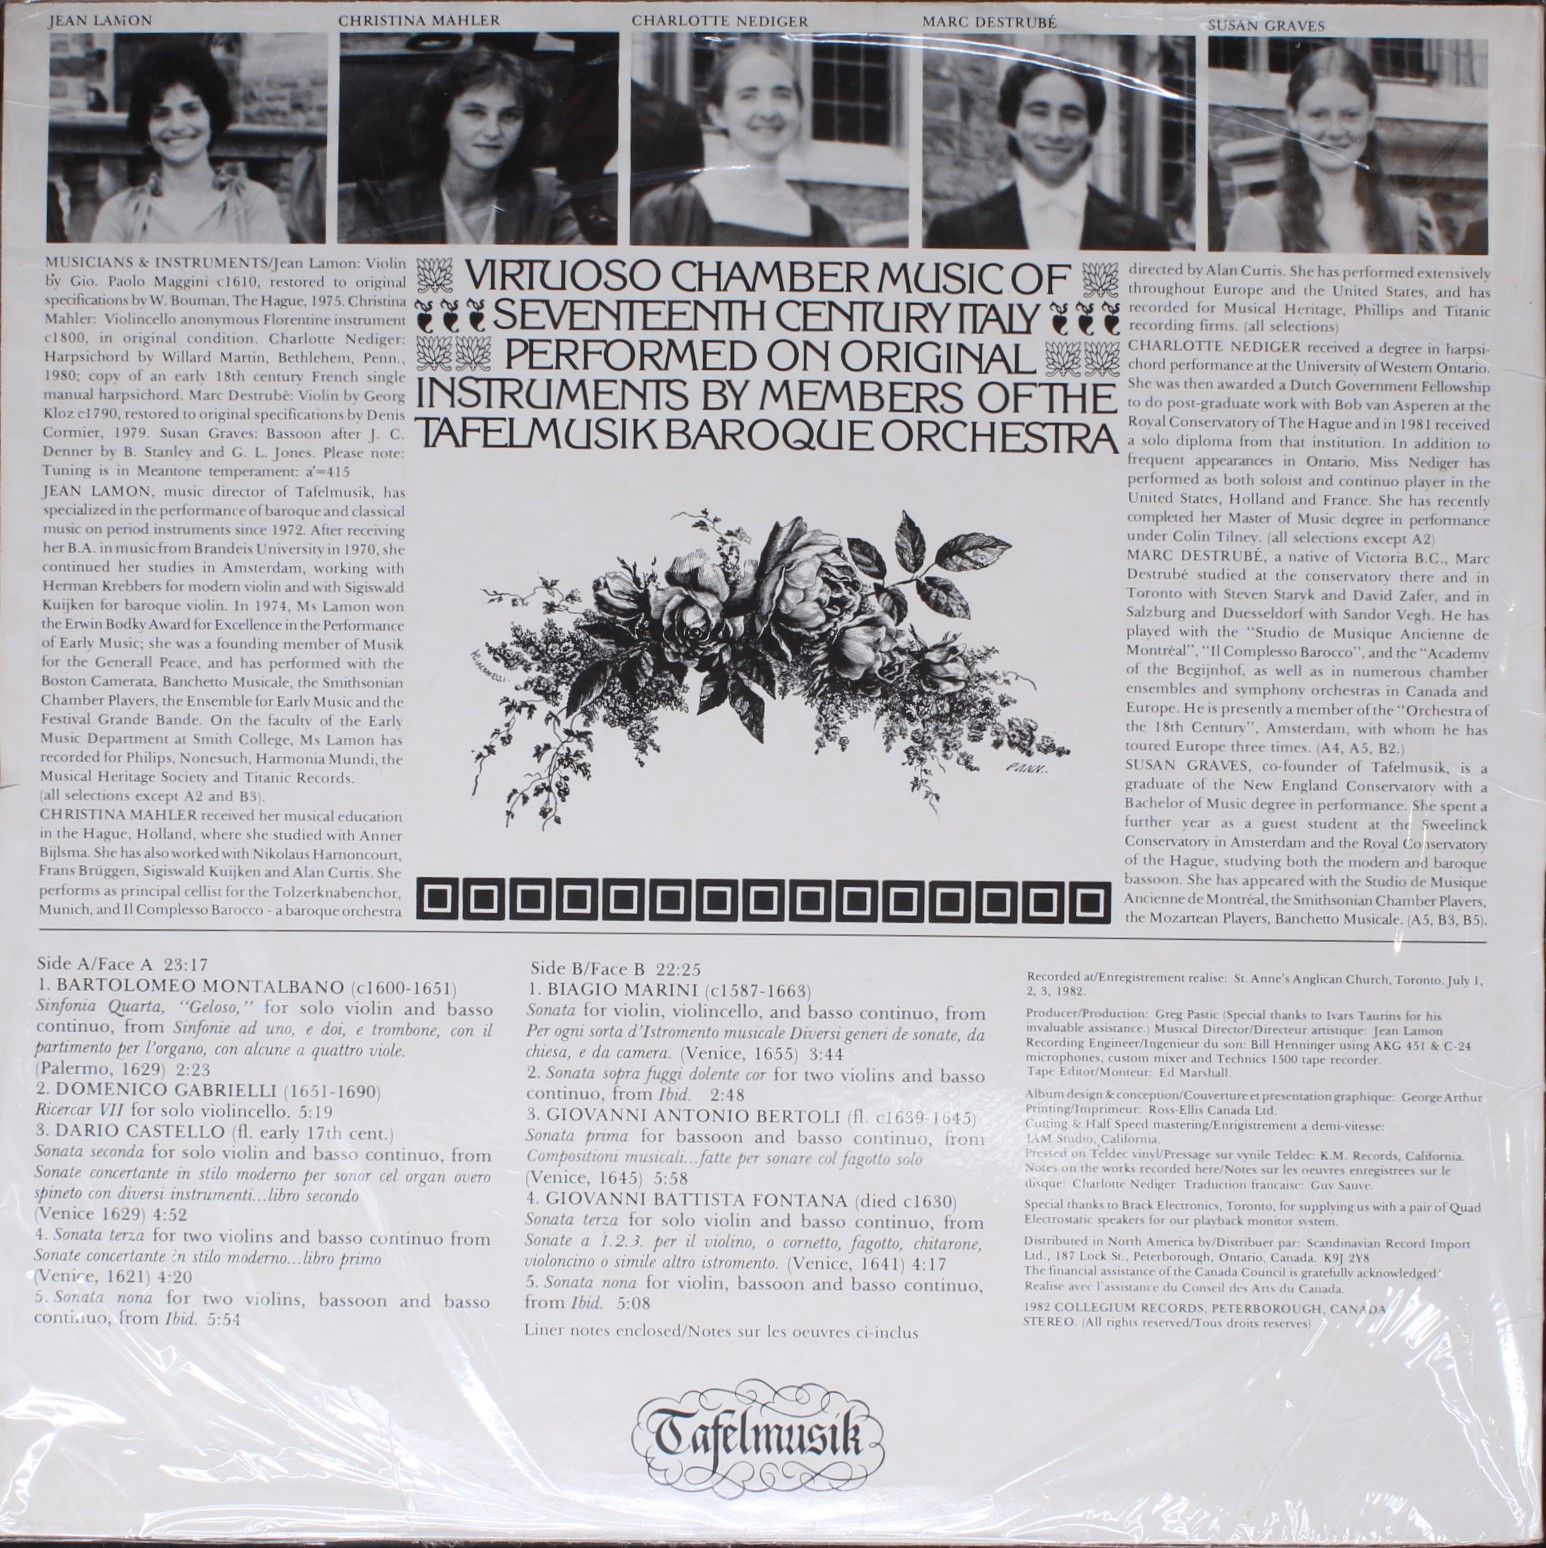 JEAN LAMON
CHRISTINA MAHLER
CHARLOTTE NEDIGER
MARC DESTRUBÉ
SUSAN GRAVES
MUSICIANS & INSTRUMENTS/Jean Lamon: Violin
by Gio. Paolo Maggini c1610, restored to original
specifications by W. Bouman, The Hague, 1975. Christina
Mahler: Violincello anonymous Florentine instrument
c1800, in original condition. Charlotte Nediger:
Harpsichord by Willard Martin, Bethlehem, Penn.,
1980; copy of an early 18th century French single
manual harpsichord. Marc Destrubé: Violin by Georg
Kloz c1790, restored to original specifications by Denis
Cormier, 1979. Susan Graves: Bassoon after J. C.
Denner by B. Stanley and G. L. Jones. Please note:
Tuning is in Meantone temperament: a'=415
JEAN LAMON, music director of Tafelmusik, has
specialized in the performance of baroque and classical
music on period instruments since 1972. After receiving
her B.A. in music from Brandeis University in 1970, she
continued her studies in Amsterdam, working with
Herman Krebbers for modern violin and with Sigiswald
Kuijken for baroque violin. In 1974, Ms Lamon won
the Erwin Bodky Award for Excellence in the Performance
of Early Music; she was a founding member of Musik
for the Generall Peace, and has performed with the
Boston Camerata, Banchetto Musicale, the Smithsonian
Chamber Players, the Ensemble for Early Music and the
Festival Grande Bande. On the faculty of the Early
Music Department at Smith College, Ms Lamon has
recorded for Philips, Nonesuch, Harmonia Mundi, the
Musical Heritage Society and Titanic Records.
(all selections except A2 and B3).
CHRISTINA MAHLER received her musical education
in the Hague, Holland, where she studied with Anner
Bijlsma. She has also worked with Nikolaus Harnoncourt,
Frans Brüggen, Sigiswald Kuijken and Alan Curtis. She
performs as principal cellist for the Tolzerknabenchor,
Munich, and Il Complesso Barocco - a baroque orchestra
VIRTUOSO CHAMBER MUSIC OF
SEVENTEENTH CENTURY ITALY
PERFORMED ON ORIGINAL
INSTRUMENTS BY MEMBERS OF THE
TAFELMUSIK BAROQUE ORCHESTRA
directed by Alan Curtis. She has performed extensively
throughout Europe and the United States, and has
recorded for Musical Heritage, Phillips and Titanic
recording firms. (all selections)
CHARLOTTE NEDIGER received a degree in harpsi-
chord performance at the University of Western Ontario.
She was then awarded a Dutch Government Fellowship
to do post-graduate work with Bob van Asperen at the
Royal Conservatory of The Hague and in 1981 received
a solo diploma from that institution. In addition to
frequent appearances in Ontario, Miss Nediger has
performed as both soloist and continuo player in the
United States, Holland and France. She has recently
completed her Master of Music degree in performance
under Colin Tilney. (all selections except A2)
MARC DESTRUBÉ, a native of Victoria B.C., Marc
Destrubé studied at the conservatory there and in
Toronto with Steven Staryk and David Zafer, and in
Salzburg and Duesseldorf with Sandor Vegh. He has
played with the "Studio de Musique Ancienne de
Montréal", "Il Complesso Barocco", and the "Academy
of the Begijnhof, as well as in numerous chamber
ensembles and symphony orchestras in Canada and
Europe. He is presently a member of the "Orchestra of
the 18th Century", Amsterdam, with whom he has
toured Europe three times. (A4, A5, B2.)
SUSAN GRAVES, co-founder of Tafelmusik, is a
graduate of the New England Conservatory with a
Bachelor of Music degree in performance. She spent a
further year as a guest student at the Sweelinck
Conservatory in Amsterdam and the Royal Conservatory
of the Hague, studying both the modern and baroque
bassoon. She has appeared with the Studio de Musique
Ancienne de Montréal, the Smithsonian Chamber Players,
the Mozartean Players, Banchetto Musicale. (A5, B3, B5).
Side A/Face A 23:17
1. BARTOLOMEO MONTALBANO (c1600-1651)
Sinfonia Quarta, "Geloso," for solo violin and basso
continuo, from Sinfonie ad uno, e doi, e trombone, con il
partimento per l'organo, con alcune a quattro viole.
(Palermo, 1629) 2:23
2. DOMENICO GABRIELLI (1651-1690)
Ricercar VII for solo violincello. 5:19
3. DARIO CASTELLO (fl. early 17th cent.)
Sonata seconda for solo violin and basso continuo, from
Sonate concertante in stilo moderno per sonor cel organ overo
spineto con diversi instrumenti...libro secondo
(Venice 1629) 4:52
4. Sonata terza for two violins and basso continuo from
Sonate concertante in stilo moderno...libro primo
(Venice, 1621) 4:20
5. Sonata nona for two violins, bassoon and basso
continuo, from Ibid. 5:54
Side B/Face B 22:25
1. BIAGIO MARINI (c1587-1663)
Sonata for violin, violincello, and basso continuo, from
Per ogni sorta d'Istromento musicale Diversi generi de sonate, da
chiesa, e da camera. (Venice, 1655) 3:44
2. Sonata sopra fuggi dolente cor for two violins and basso
continuo, from Ibid. 2:48
3. GIOVANNI ANTONIO BERTOLI (fl. c1639-1645)
Sonata prima for bassoon and basso continuo, from
Compositioni musicali...fatte per sonare col fagotto solo
(Venice, 1645) 5:58
4. GIOVANNI BATTISTA FONTANA (died c1630)
Sonata terza for solo violin and basso continuo, from
Sonate a 1.2.3. per il violino, o cornetto, fagotto, chitarone,
violoncino o simile altro istromento. (Venice, 1641) 4:17
5. Sonata nona for violin, bassoon and basso continuo,
from Ibid. 5:08
Liner notes enclosed/Notes sur les oeuvres ci-inclus
Recorded at/Enregistrement realise: St. Anne's Anglican Church, Toronto. July 1,
2, 3, 1982.
Producer/Production: Greg Pastic (Special thanks to Ivars Taurins for his
invaluable assistance.) Musical Director/Directeur artistique: Jean Lamon
Recording Engineer/Ingenieur du son: Bill Henninger using AKG 451 & C-24
microphones, custom mixer and Technics 1500 tape recorder.
Tape Editor/Monteur: Ed Marshall.
Album design & conception/Couverture et presentation graphique: George Arthur
Printing/Imprimeur: Ross-Ellis Canada Ltd.
Cutting & Half Speed mastering/Enrigistrement a demi-vitesse:
JAM Studio, California.
Pressed on Teldec vinyl/Pressage sur vynile Teldec: K.M. Records, California.
Notes on the works recorded here/Notes sur les oeuvres enregistrees sur le
disque: Charlotte Nediger Traduction francaise: Guy Sauve.
Special thanks to Brack Electronics, Toronto, for supplying us with a pair of Quad
Electrostatic speakers for our playback monitor system.
Distributed in North America by/Distribuer par: Scandinavian Record Import
Ltd., 187 Lock St., Peterborough, Ontario, Canada. K9J 2Y8
The financial assistance of the Canada Council is gratefully acknowledged/
Realise avec l'assistance du Conseil des Arts du Canada.
1982 COLLEGIUM RECORDS, PETERBOROUGH, CANADA
STEREO. (All rights reserved/Tous droits reserves)
Tafelmusik